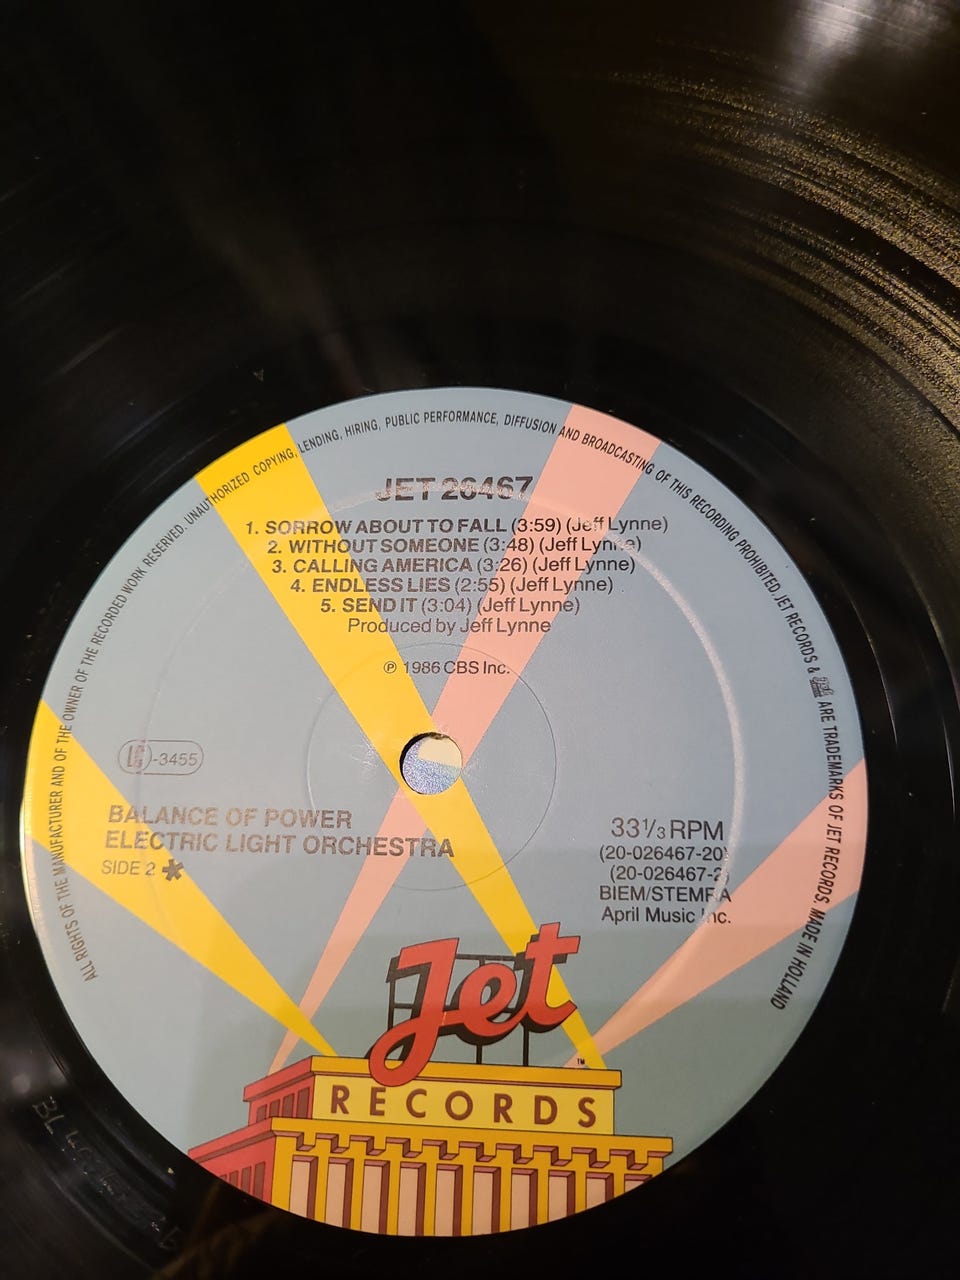 ALL RIGHTS OF THE MANUFACTURER AND OF THE OWNER OF THE RECORDED WORK RESERVED. UNAUTHORIZED COPYING, LENDING, HIRING, PUBLIC PERFORMANCE, DIFFUSION AND BROADCASTING OF THIS RECORDING PROHIBITED. JET RECORDS & Jet ARE TRADEMARKS OF JET RECORDS. MADE IN HOLLAND
JET 26467
1. SORROW ABOUT TO FALL (3:59) (Jeff Lynne)
2. WITHOUT SOMEONE (3:48) (Jeff Lynne)
3. CALLING AMERICA (3:26) (Jeff Lynne)
4. ENDLESS LIES (2:55) (Jeff Lynne)
5. SEND IT (3:04) (Jeff Lynne)
Produced by Jeff Lynne
℗ 1986 CBS Inc.
LC-3455
BALANCE OF POWER
ELECTRIC LIGHT ORCHESTRA
SIDE 2 *
33 1/3 RPM
(20-026467-20)
(20-026467-2
BIEM/STEMRA
April Music Inc.
Jet
TM
RECORDS